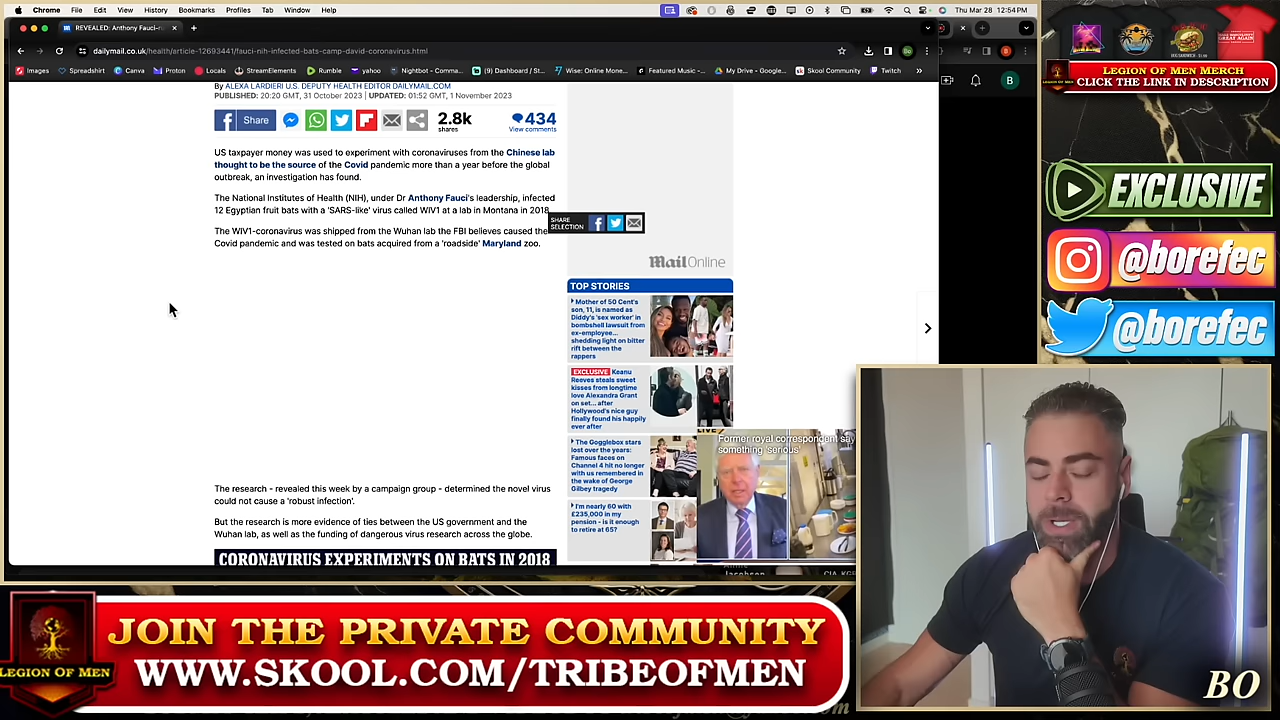 Chrome File Edit View History Bookmarks Profiles Tab Window Help
Thu Mar 28 12:54 PM
REVEALED: Anthony Fauci-r
dailymail.co.uk/health/article-12693441/fauci-nih-infected-bats-camp-david-coronavirus.html
Images Spreadshirt Canva Proton Locals StreamElements Rumble yahoo Nightbot - Comma... (9) Dashboard / St... Wise: Online Mone... Featured Music -... My Drive - Google... Skool Community Twitch
By ALEXA LARDIERI U.S. DEPUTY HEALTH EDITOR DAILYMAIL.COM
PUBLISHED: 20:20 GMT, 31 October 2023 | UPDATED: 01:52 GMT, 1 November 2023
Share
2.8k
shares
434
View comments
US taxpayer money was used to experiment with coronaviruses from the Chinese lab
thought to be the source of the Covid pandemic more than a year before the global
outbreak, an investigation has found.
The National Institutes of Health (NIH), under Dr Anthony Fauci's leadership, infected
12 Egyptian fruit bats with a 'SARS-like' virus called WIV1 at a lab in Montana in 2018.
The WIV1-coronavirus was shipped from the Wuhan lab the FBI believes caused the
Covid pandemic and was tested on bats acquired from a 'roadside' Maryland zoo.
SHARE
SELECTION
The research - revealed this week by a campaign group - determined the novel virus
could not cause a 'robust infection'.
But the research is more evidence of ties between the US government and the
Wuhan lab, as well as the funding of dangerous virus research across the globe.
CORONAVIRUS EXPERIMENTS ON BATS IN 2018
Mail Online
TOP STORIES
Mother of 50 Cent's
son, 11, is named as
Diddy's 'sex worker' in
bombshell lawsuit from
ex-employee...
shedding light on bitter
rift between the
rappers
EXCLUSIVE Keanu
Reeves steals sweet
kisses from longtime
love Alexandra Grant
on set... after
Hollywood's nice guy
finally found his happily
ever after
The Gogglebox stars
lost over the years:
Famous faces on
Channel 4 hit no longer
with us remembered in
the wake of George
Gilbey tragedy
I'm nearly 60 with
£235,000 in my
pension - is it enough
to retire at 65?
LIVE
Former royal correspondent say
something 'serious'
B
LEGION OF MEN MERCH
CLICK THE LINK IN DESCRIPTION
EXCLUSIVE
@borefec
@borefec
BO
LEGION OF MEN
JOIN THE PRIVATE COMMUNITY
WWW.SKOOL.COM/TRIBEOFMEN